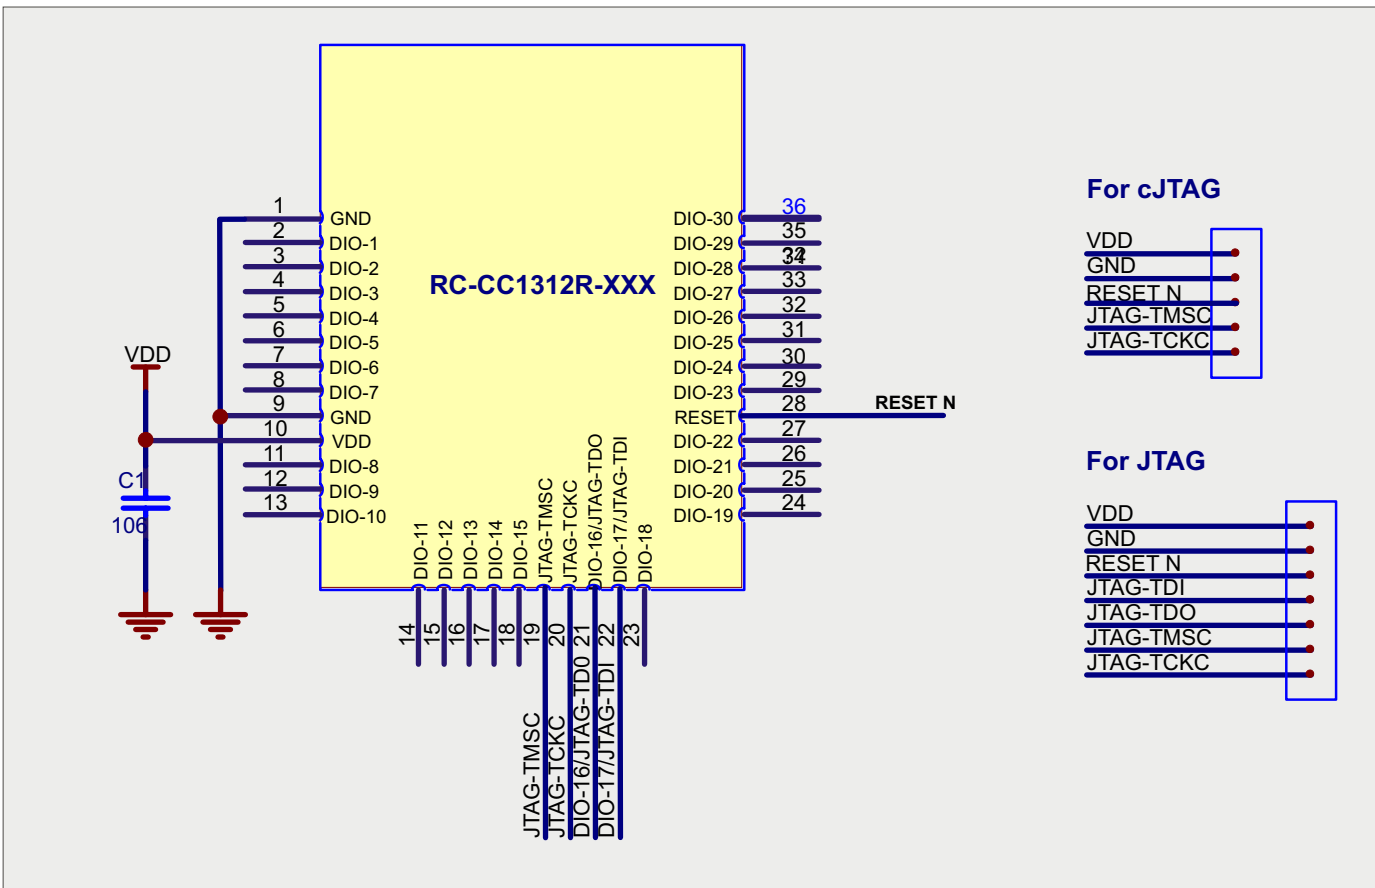 For cJTAG
VDD
GND
RESET N
JTAG-TMSC
JTAG-TCKC
For JTAG
VDD
GND
RESET N
JTAG-TDI
JTAG-TDO
JTAG-TMSC
JTAG-TCKC
RC-CC1312R-XXX
1 GND
2 DIO-1
3 DIO-2
4 DIO-3
5 DIO-4
6 DIO-5
7 DIO-6
8 DIO-7
9 GND
10 VDD
11 DIO-8
12 DIO-9
13 DIO-10
VDD
C1
106
DIO-30 36
DIO-29 35
DIO-28 34
DIO-27 33
DIO-26 32
DIO-25 31
DIO-24 30
DIO-23 29
RESET 28 RESET N
DIO-22 27
DIO-21 26
DIO-20 25
DIO-19 24
DIO-11 14
DIO-12 15
DIO-13 16
DIO-14 17
DIO-15 18
JTAG-TMSC 19 JTAG-TMSC
JTAG-TCKC 20 JTAG-TCKC
DIO-16/JTAG-TDO 21 DIO-16/JTAG-TD0
DIO-17/JTAG-TDI 22 DIO-17/JTAG-TDI
DIO-18 23